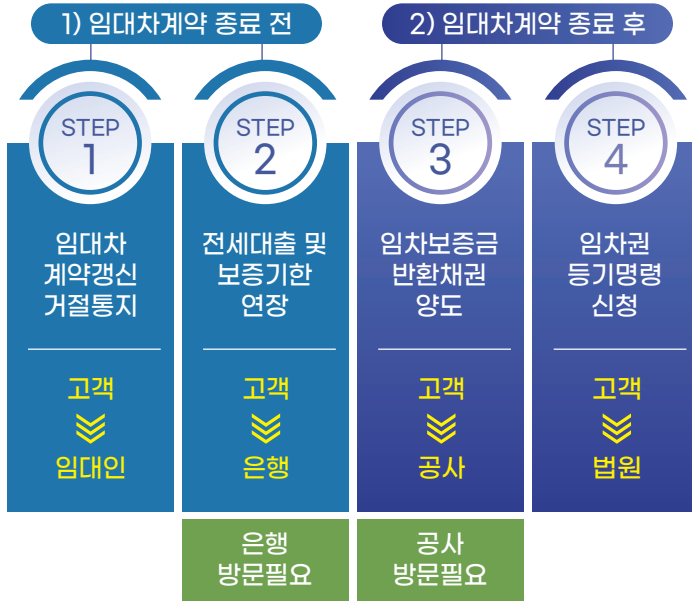 1) 임대차계약 종료 전
2) 임대차계약 종료 후
STEP
1
임대차
계약갱신
거절통지
고객
임대인
STEP
2
전세대출 및
보증기한
연장
고객
은행
은행
방문필요
STEP
3
임차보증금
반환채권
양도
고객
공사
공사
방문필요
STEP
4
임차권
등기명령
신청
고객
법원